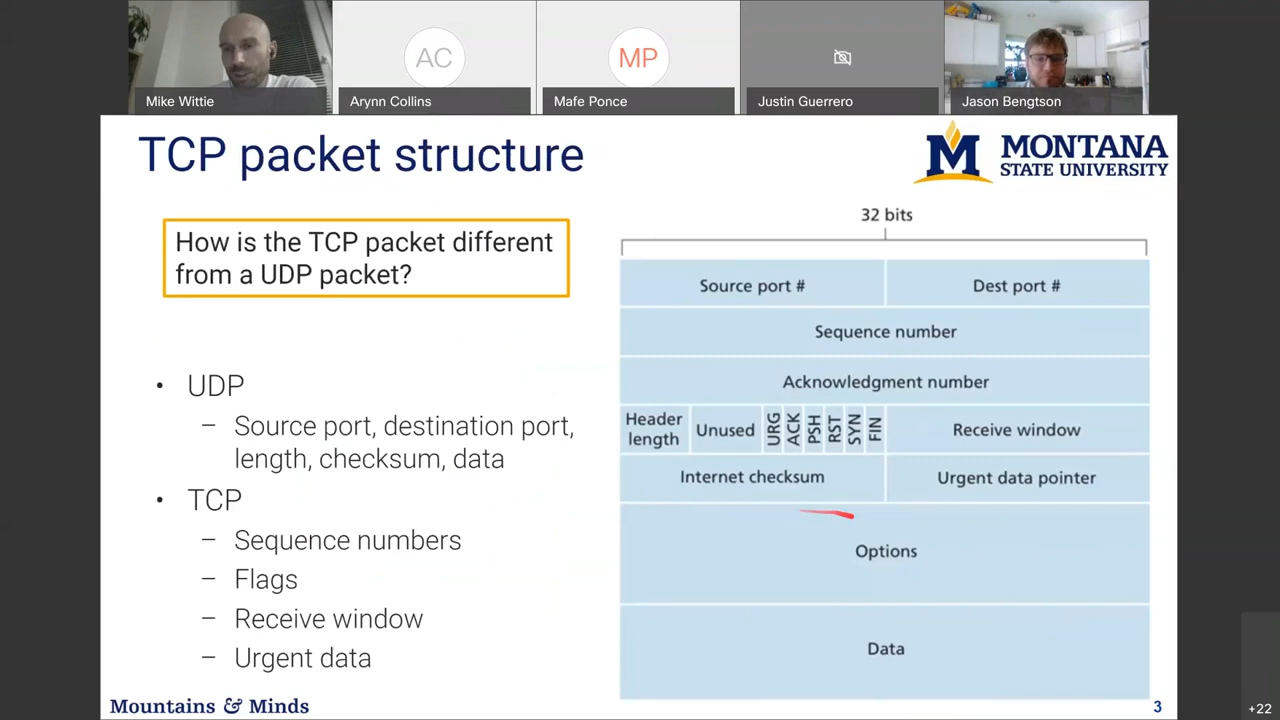 AC
MP
Mike Wittie
Arynn Collins
Mafe Ponce
Justin Guerrero
Jason Bengtson
TCP packet structure
M MONTANA
STATE UNIVERSITY
How is the TCP packet different
from a UDP packet?
• UDP
– Source port, destination port,
length, checksum, data
• TCP
– Sequence numbers
– Flags
– Receive window
– Urgent data
32 bits
Source port # Dest port #
Sequence number
Acknowledgment number
Header
length
Unused
URG
ACK
PSH
RST
SYN
FIN
Receive window
Internet checksum Urgent data pointer
Options
Data
Mountains & Minds
3
+22